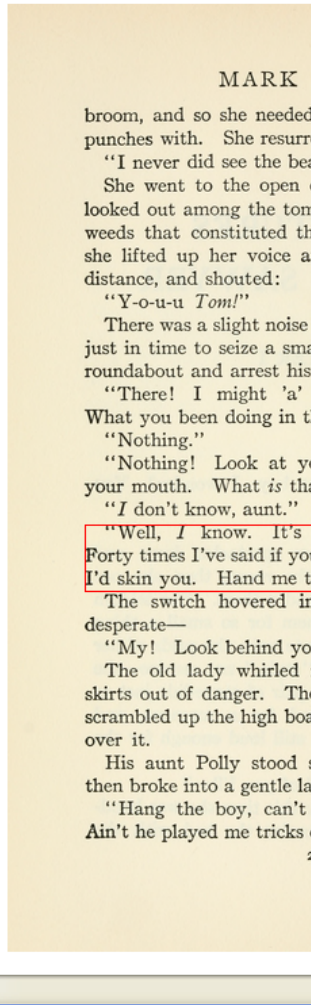 MARK
broom, and so she needed
punches with. She resurr
"I never did see the bea
She went to the open
looked out among the tom
weeds that constituted th
she lifted up her voice a
distance, and shouted:
"Y-o-u-u Tom!"
There was a slight noise
just in time to seize a sma
roundabout and arrest his
"There! I might 'a'
What you been doing in t
"Nothing."
"Nothing! Look at yo
your mouth. What is tha
"I don't know, aunt."
"Well, I know. It's
Forty times I've said if you
I'd skin you. Hand me t
The switch hovered in
desperate—
"My! Look behind yo
The old lady whirled
skirts out of danger. The
scrambled up the high boa
over it.
His aunt Polly stood s
then broke into a gentle la
"Hang the boy, can't
Ain't he played me tricks